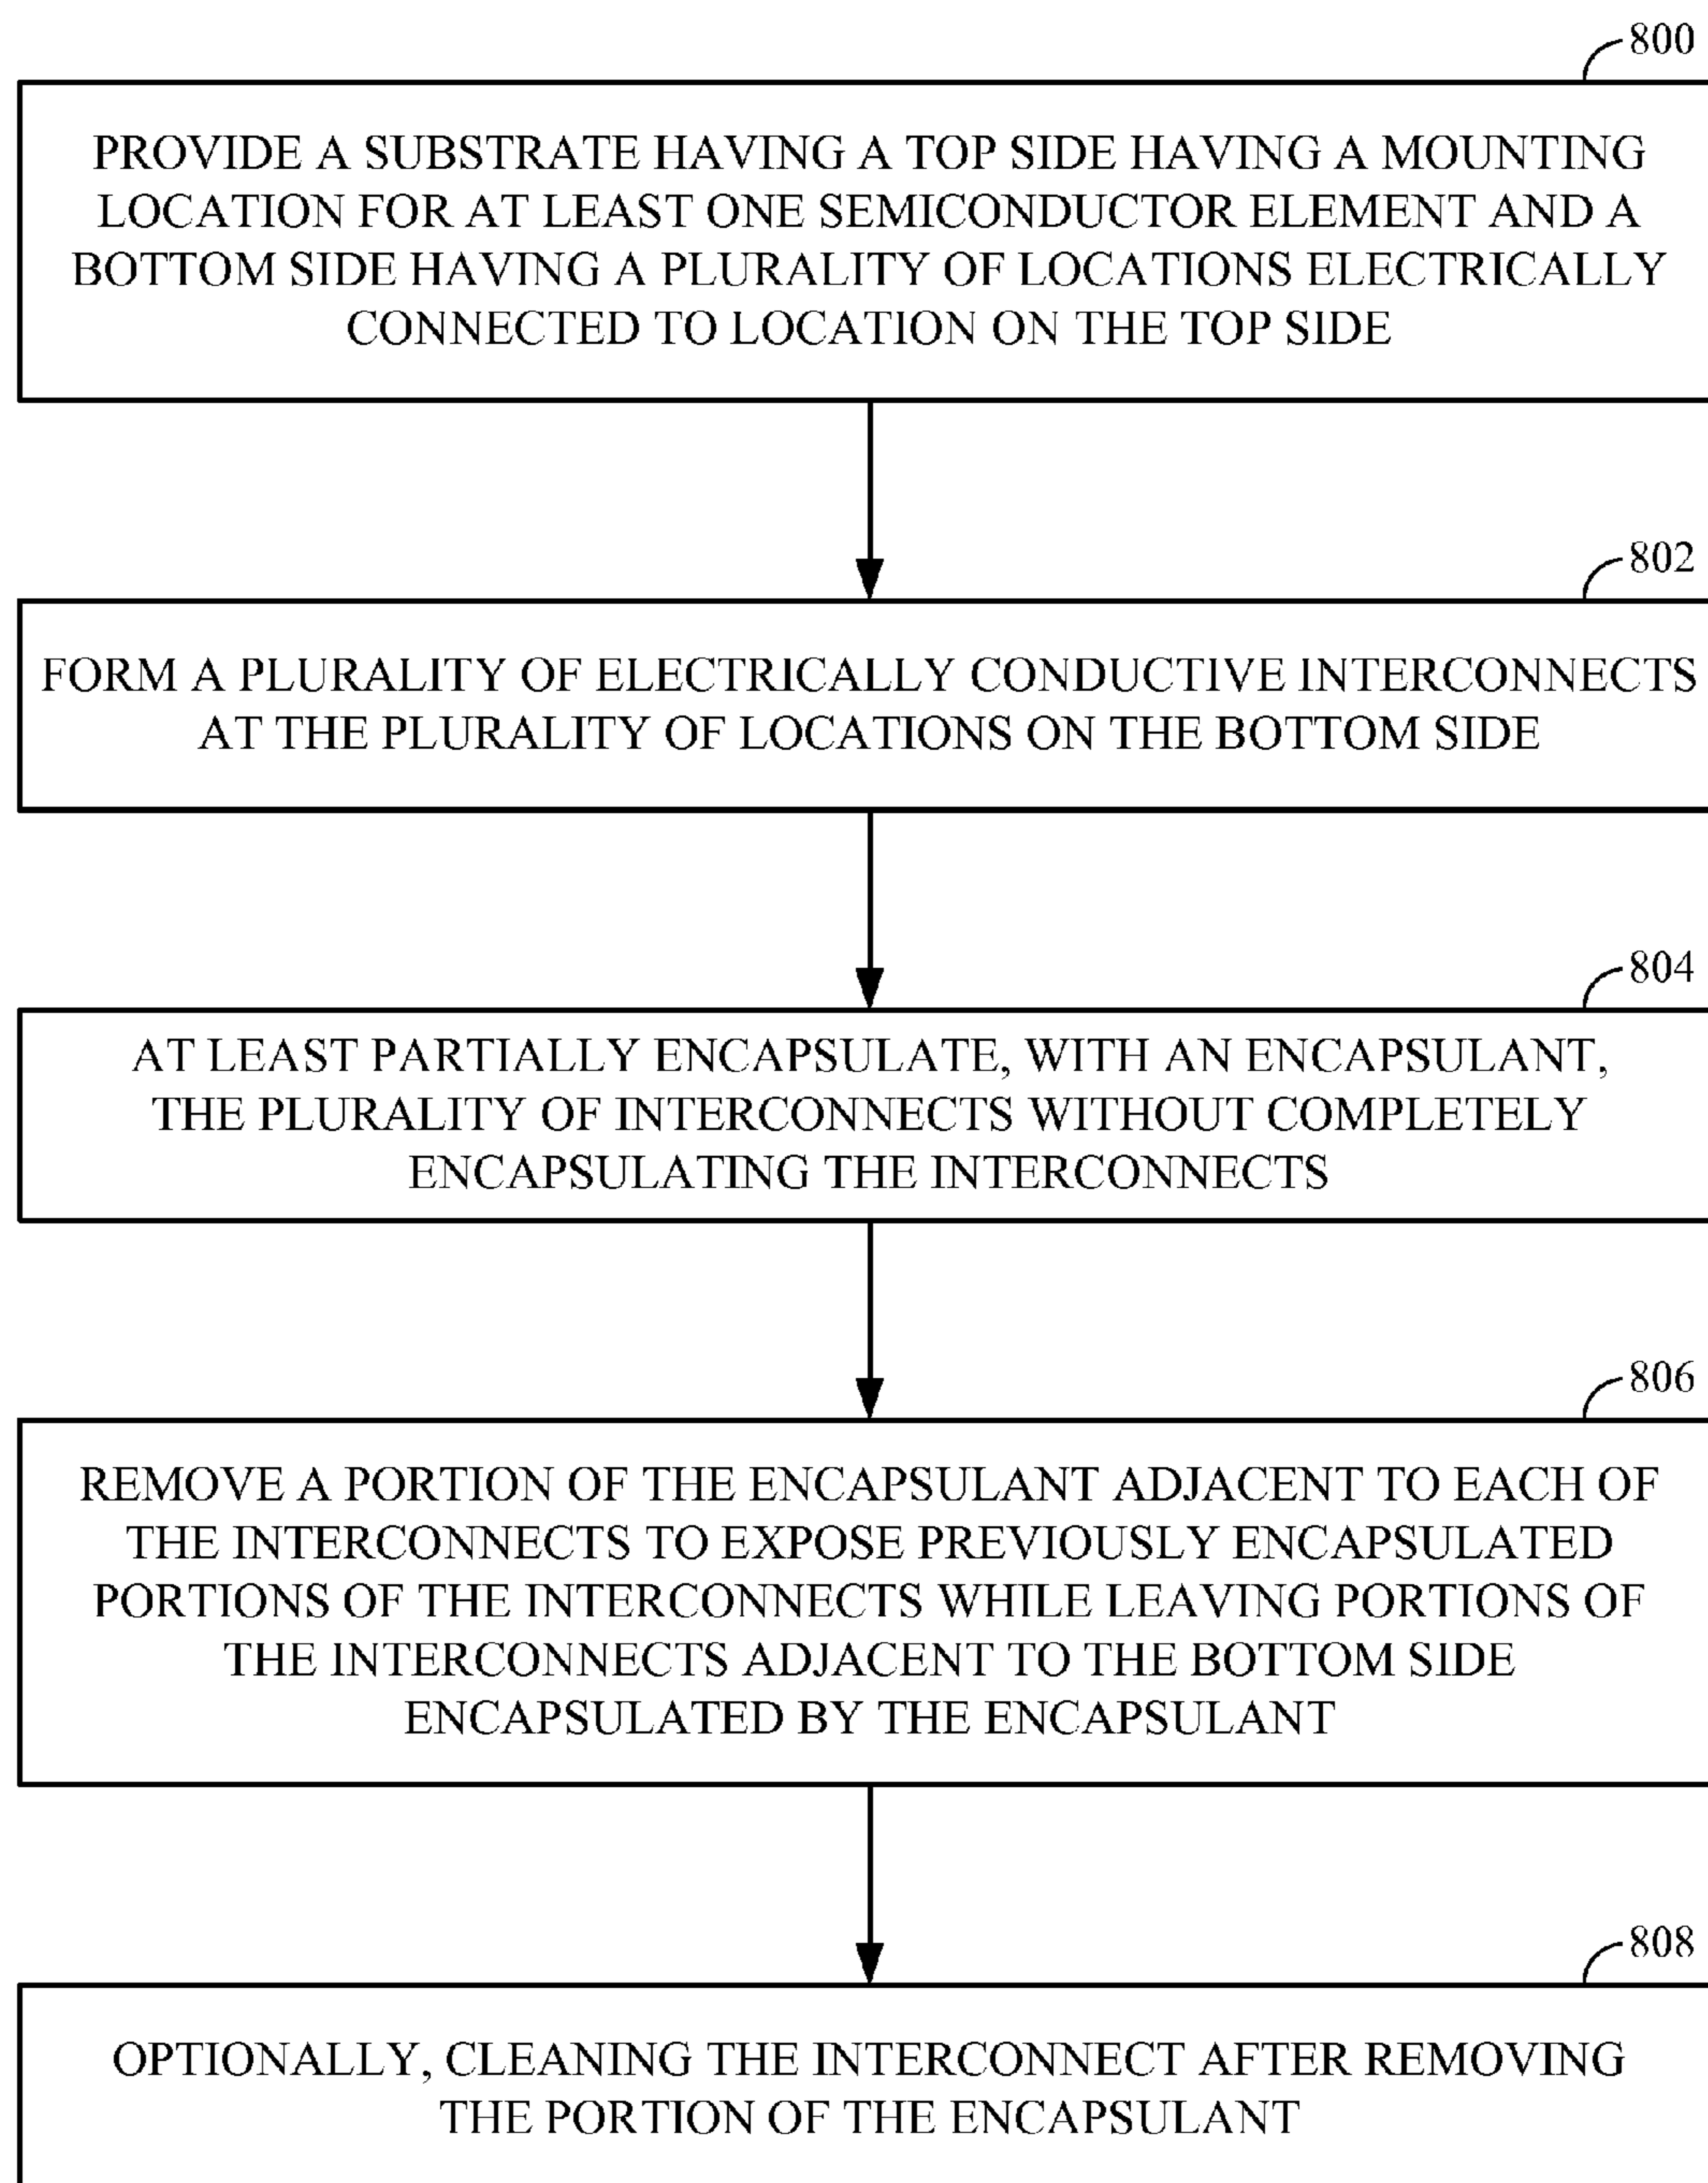 800
PROVIDE A SUBSTRATE HAVING A TOP SIDE HAVING A MOUNTING
LOCATION FOR AT LEAST ONE SEMICONDUCTOR ELEMENT AND A
BOTTOM SIDE HAVING A PLURALITY OF LOCATIONS ELECTRICALLY
CONNECTED TO LOCATION ON THE TOP SIDE
802
FORM A PLURALITY OF ELECTRICALLY CONDUCTIVE INTERCONNECTS
AT THE PLURALITY OF LOCATIONS ON THE BOTTOM SIDE
804
AT LEAST PARTIALLY ENCAPSULATE, WITH AN ENCAPSULANT,
THE PLURALITY OF INTERCONNECTS WITHOUT COMPLETELY
ENCAPSULATING THE INTERCONNECTS
806
REMOVE A PORTION OF THE ENCAPSULANT ADJACENT TO EACH OF
THE INTERCONNECTS TO EXPOSE PREVIOUSLY ENCAPSULATED
PORTIONS OF THE INTERCONNECTS WHILE LEAVING PORTIONS OF
THE INTERCONNECTS ADJACENT TO THE BOTTOM SIDE
ENCAPSULATED BY THE ENCAPSULANT
808
OPTIONALLY, CLEANING THE INTERCONNECT AFTER REMOVING
THE PORTION OF THE ENCAPSULANT